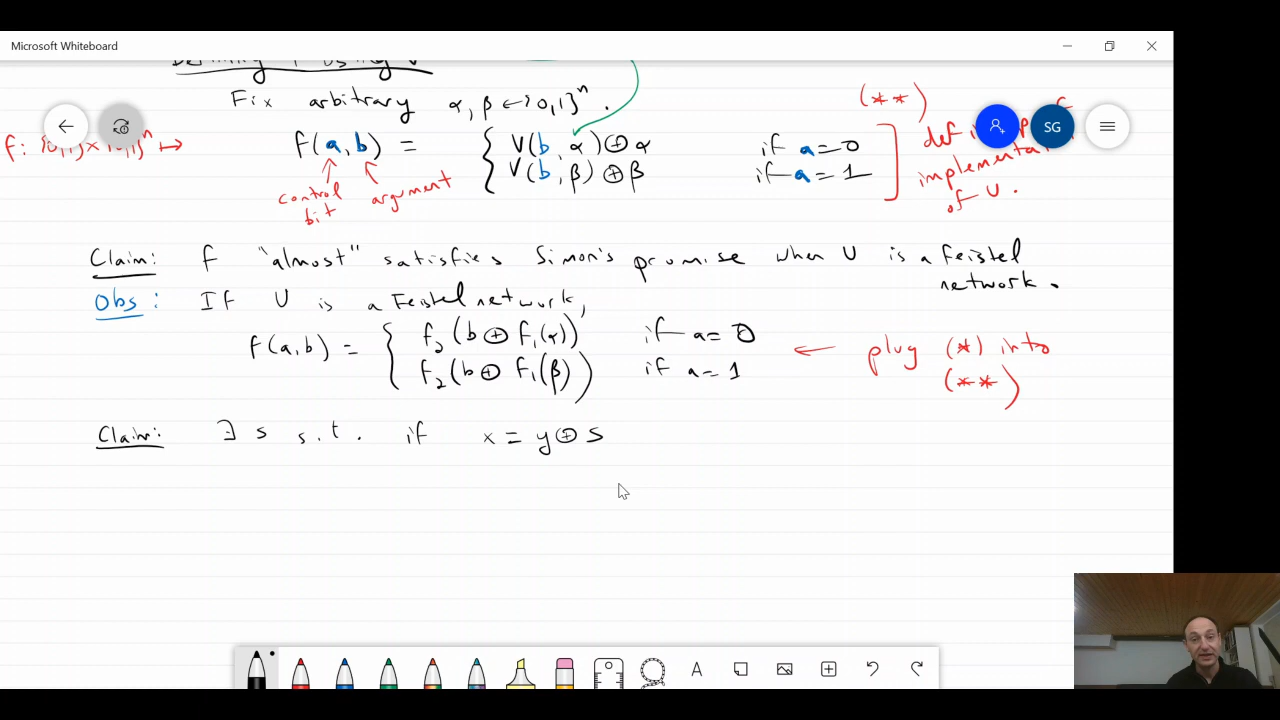 Microsoft Whiteboard
Fix arbitrary α, β ← {0,1}ⁿ.
(**)
f(a,b) = { V(b,α) ⊕ α if a=0
V(b,β) ⊕ β if a=1
control bit
argument
of U.
Claim: f "almost" satisfies Simon's promise when U is a Feistel
network.
Obs: If U is a Feistel network,
f(a,b) = { f₂(b ⊕ f₁(α)) if a=0
f₂(b ⊕ f₁(β)) if a=1
← plug (*) into
(**)
Claim: ∃ s s.t. if x = y ⊕ s
SG
A